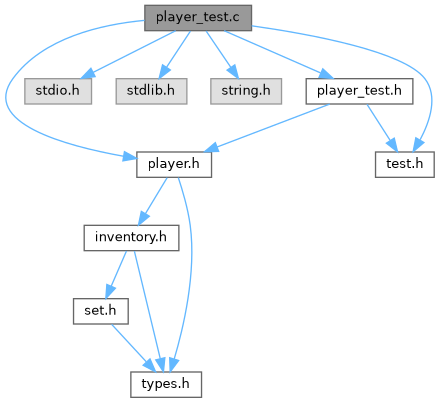 player_test.c
stdio.h
stdlib.h
string.h
player_test.h
player.h
test.h
inventory.h
set.h
types.h